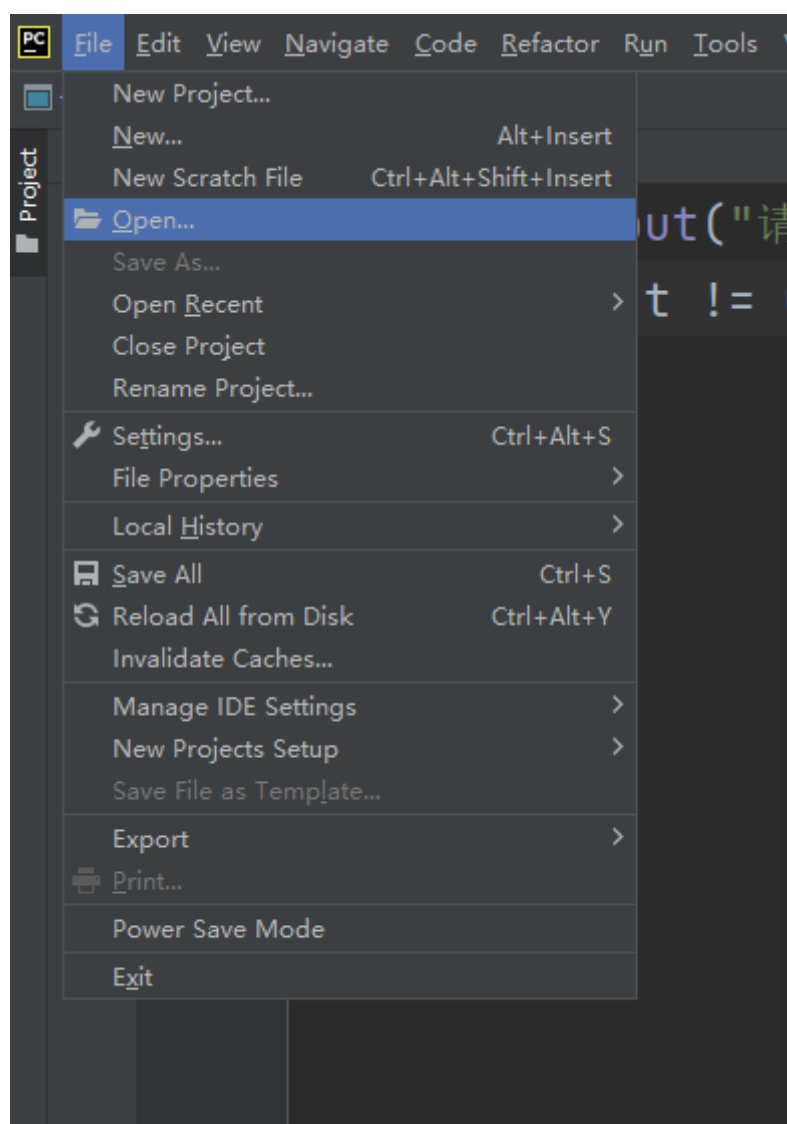 PC File Edit View Navigate Code Refactor Run Tools
Project
New Project...
New... Alt+Insert
New Scratch File Ctrl+Alt+Shift+Insert
Open...
Save As...
Open Recent
Close Project
Rename Project...
Settings... Ctrl+Alt+S
File Properties
Local History
Save All Ctrl+S
Reload All from Disk Ctrl+Alt+Y
Invalidate Caches...
Manage IDE Settings
New Projects Setup
Save File as Template...
Export
Print...
Power Save Mode
Exit
ut("请
t !=